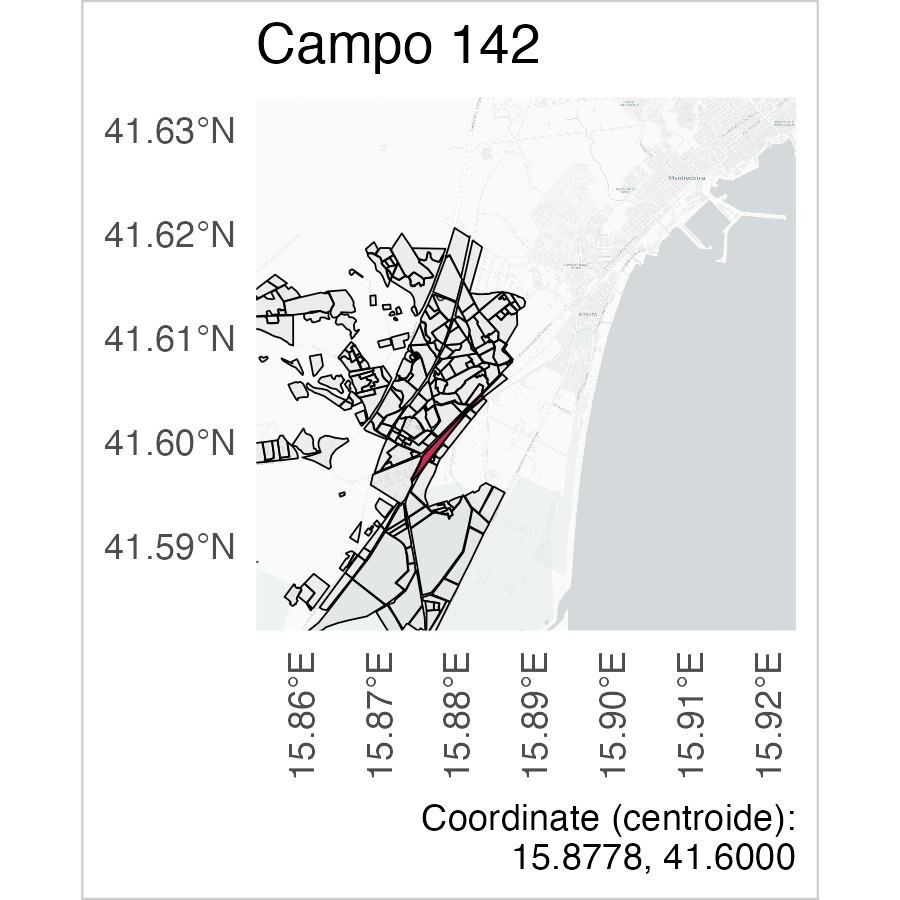 Campo 142
41.63°N
41.62°N
41.61°N
41.60°N
41.59°N
Manfredonia
SIPONTO
15.86°E
15.87°E
15.88°E
15.89°E
15.90°E
15.91°E
15.92°E
Coordinate (centroide):
15.8778, 41.6000